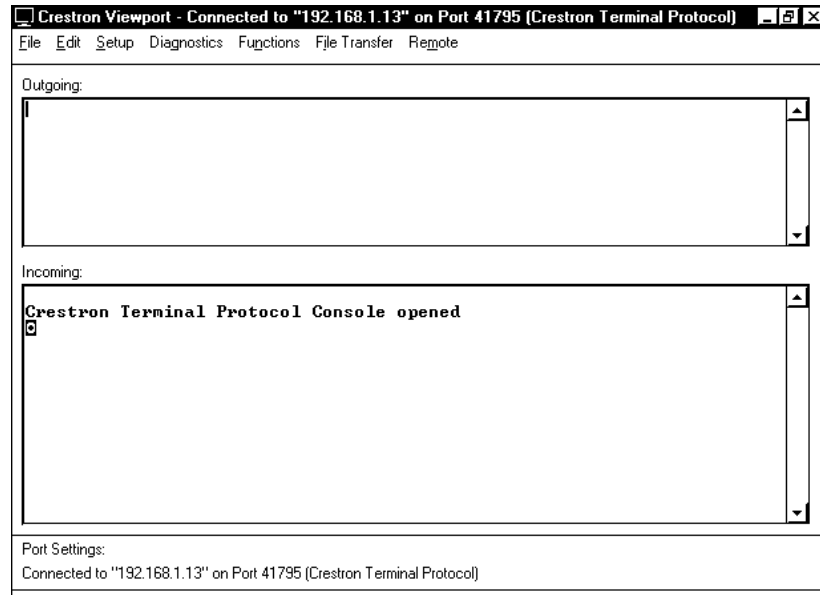 Crestron Viewport - Connected to "192.168.1.13" on Port 41795 (Crestron Terminal Protocol)
File Edit Setup Diagnostics Functions File Transfer Remote
Outgoing:
Incoming:
Crestron Terminal Protocol Console opened
Port Settings:
Connected to "192.168.1.13" on Port 41795 (Crestron Terminal Protocol)